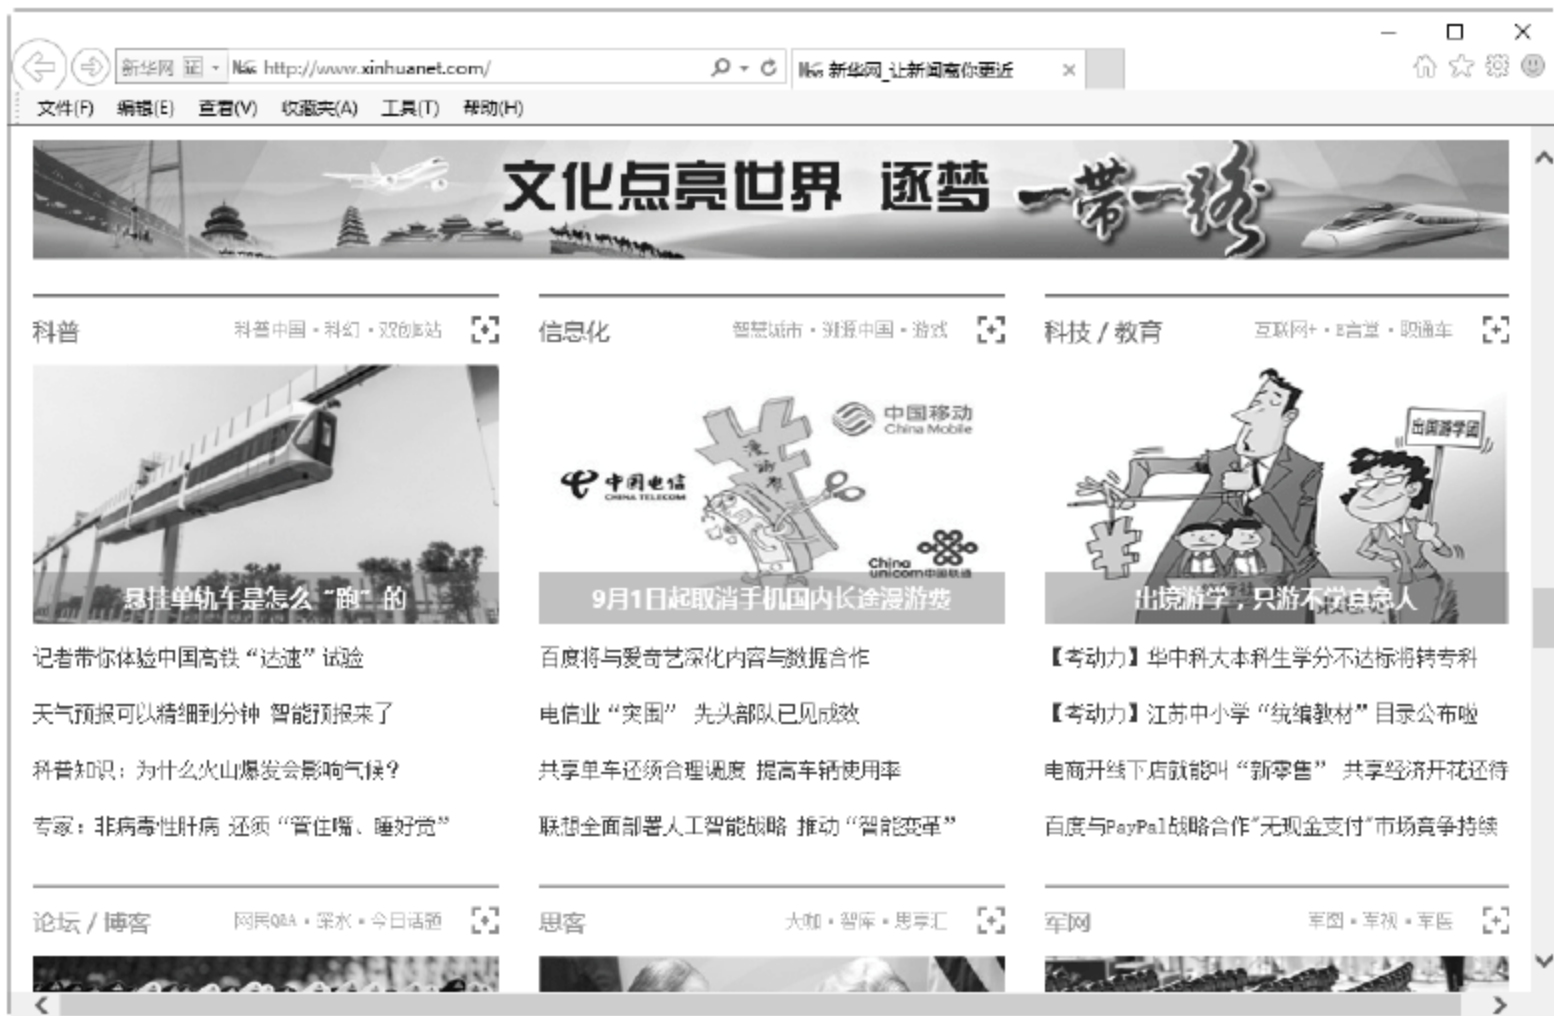 新华网 证 http://www.xinhuanet.com/ 新华网_让新闻离你更近
文件(F) 编辑(E) 查看(V) 收藏夹(A) 工具(T) 帮助(H)
文化点亮世界 逐梦 一带一路
科普 科普中国·科幻·双创E站
悬挂单轨车是怎么“跑”的
记者带你体验中国高铁“达速”试验
天气预报可以精细到分钟 智能预报来了
科普知识：为什么火山爆发会影响气候？
专家：非病毒性肝病 还须“管住嘴、睡好觉”
信息化 智慧城市·溯源中国·游戏
漫游费
中国移动
China Mobile
中国电信
CHINA TELECOM
China
unicom中国联通
9月1日起取消手机国内长途漫游费
百度将与爱奇艺深化内容与数据合作
电信业“突围” 先头部队已见成效
共享单车还须合理调度 提高车辆使用率
联想全面部署人工智能战略 推动“智能变革”
科技 / 教育 互联网+·E言堂·职通车
出国游学团
出境游学，只游不学自急人
【考动力】华中科大本科生学分不达标将转专科
【考动力】江苏中小学“统编教材”目录公布啦
电商开线下店就能叫“新零售” 共享经济开花还待
百度与PayPal战略合作"无现金支付"市场竞争持续
论坛 / 博客 网民Q&A·深水·今日话题
思客 大咖·智库·思享汇
军网 军图·军视·军医